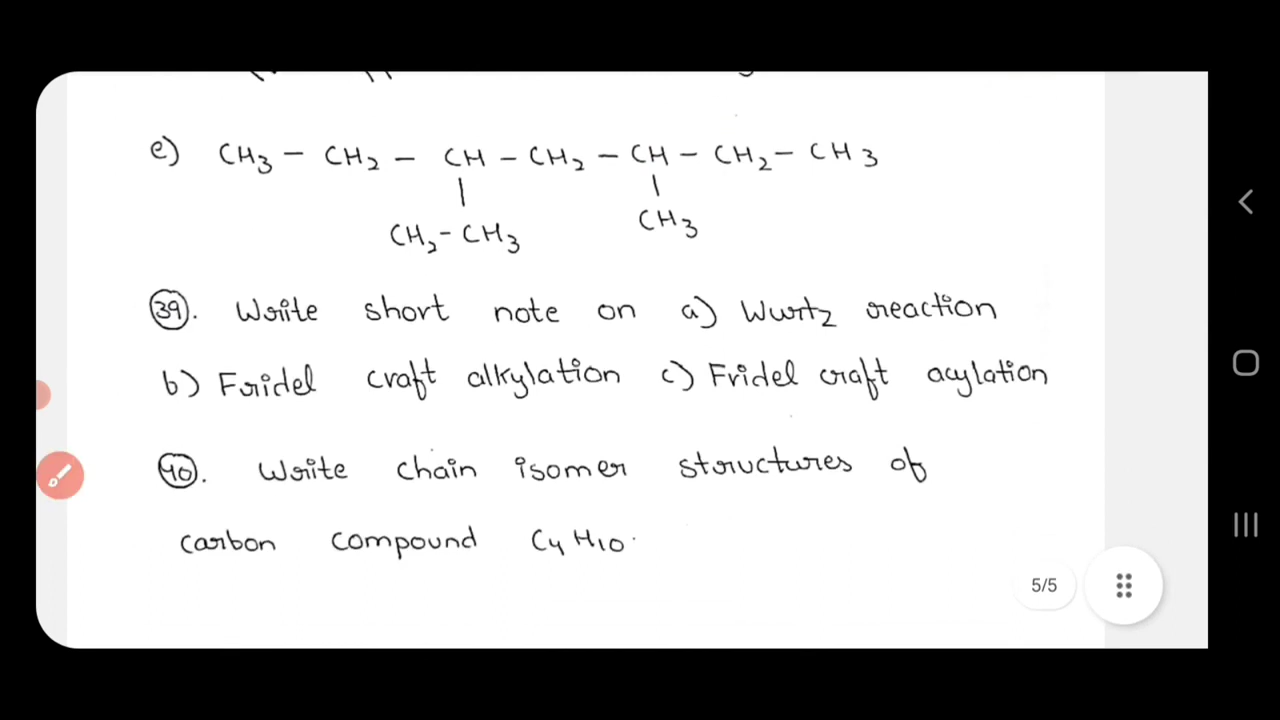 e) CH3 - CH2 - CH - CH2 - CH - CH2 - CH3
| |
CH2-CH3 CH3
39. Write short note on a) Wurtz reaction
b) Fridel craft alkylation c) Fridel craft acylation
40. Write chain isomer structures of
carbon compound C4H10.
5/5